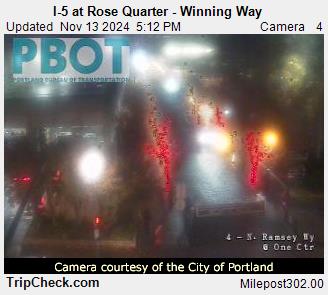 I-5 at Rose Quarter - Winning Way
Updated Nov 13 2024 5:12 PM Camera 4
PBOT
PORTLAND BUREAU OF TRANSPORTATION
4 - N. Ramsey Wy
@ One Ctr
Camera courtesy of the City of Portland
TripCheck.com Milepost302.00